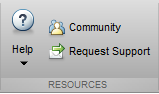 Help
Community
Request Support
RESOURCES